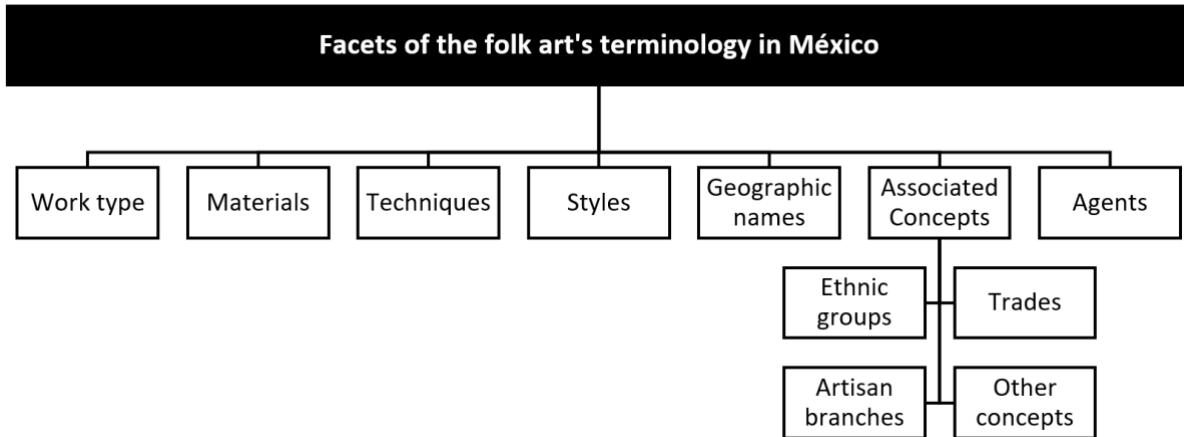 Facets of the folk art's terminology in México
Work type
Materials
Techniques
Styles
Geographic
names
Associated
Concepts
Agents
Ethnic
groups
Trades
Artisan
branches
Other
concepts